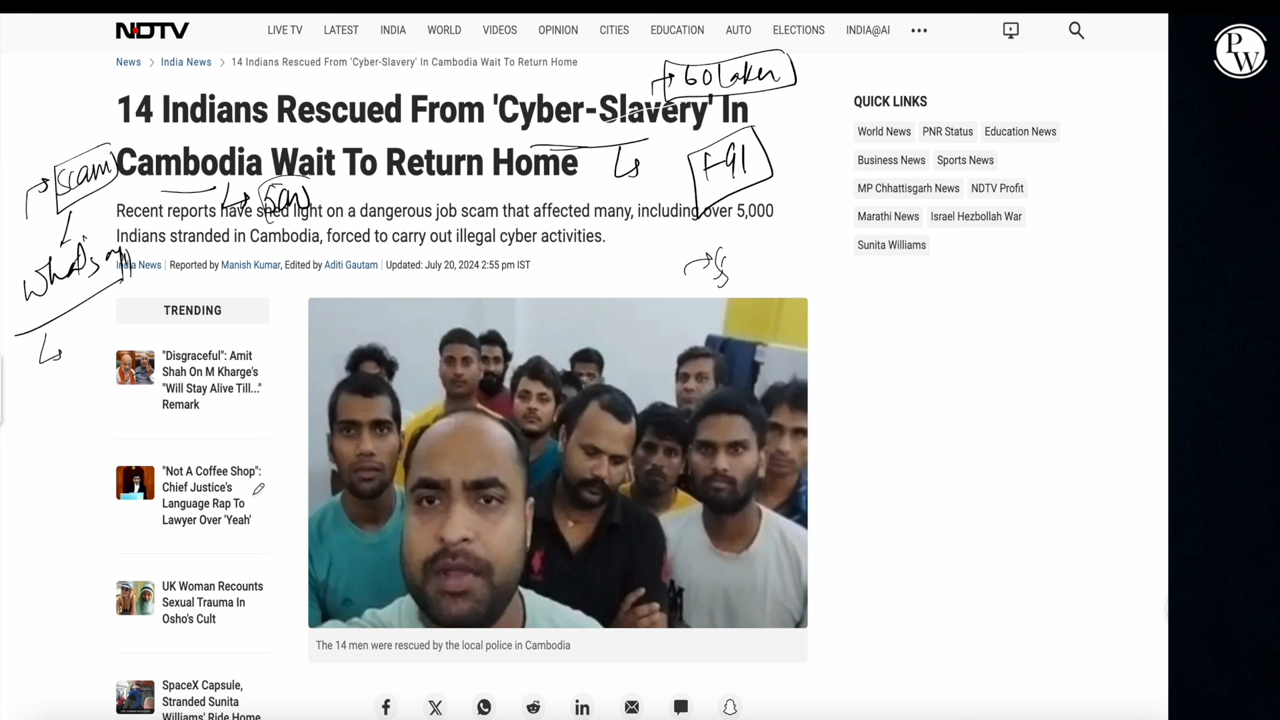 NDTV
LIVE TV LATEST INDIA WORLD VIDEOS OPINION CITIES EDUCATION AUTO ELECTIONS INDIA@AI
PW
News > India News > 14 Indians Rescued From 'Cyber-Slavery' In Cambodia Wait To Return Home
14 Indians Rescued From 'Cyber-Slavery' In
Cambodia Wait To Return Home
Recent reports have shed light on a dangerous job scam that affected many, including over 5,000
Indians stranded in Cambodia, forced to carry out illegal cyber activities.
India News | Reported by Manish Kumar, Edited by Aditi Gautam | Updated: July 20, 2024 2:55 pm IST
scam
+91
TRENDING
"Disgraceful": Amit
Shah On M Kharge's
"Will Stay Alive Till..."
Remark
"Not A Coffee Shop":
Chief Justice's
Language Rap To
Lawyer Over 'Yeah'
UK Woman Recounts
Sexual Trauma In
Osho's Cult
SpaceX Capsule,
Stranded Sunita
Williams' Ride Home
The 14 men were rescued by the local police in Cambodia
QUICK LINKS
World News PNR Status Education News
Business News Sports News
MP Chhattisgarh News NDTV Profit
Marathi News Israel Hezbollah War
Sunita Williams